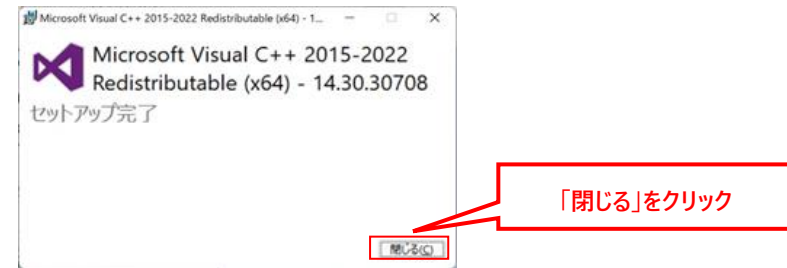 Microsoft Visual C++ 2015-2022 Redistributable (x64) - 1...
Microsoft Visual C++ 2015-2022
Redistributable (x64) - 14.30.30708
セットアップ完了
「閉じる」をクリック
閉じる(C)